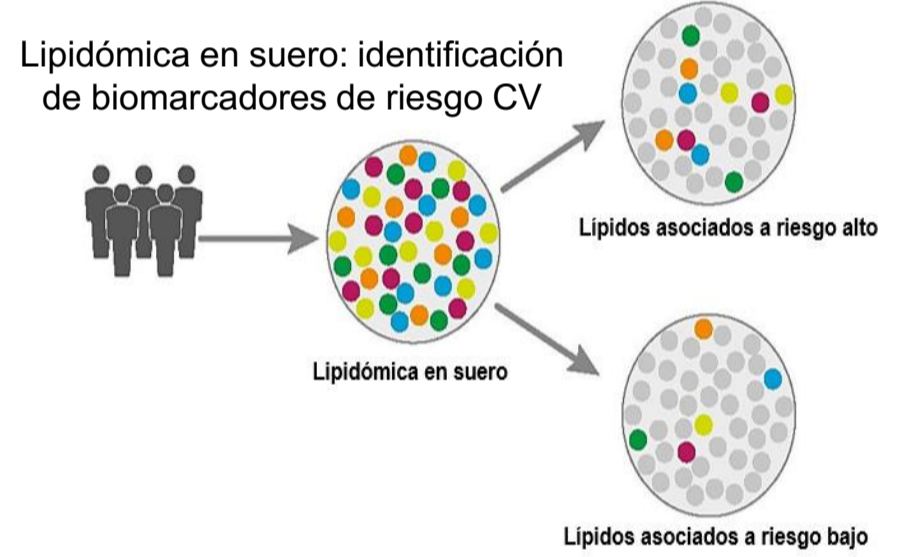 Lipidómica en suero: identificación
de biomarcadores de riesgo CV
Lípidos asociados a riesgo alto
Lipidómica en suero
Lípidos asociados a riesgo bajo